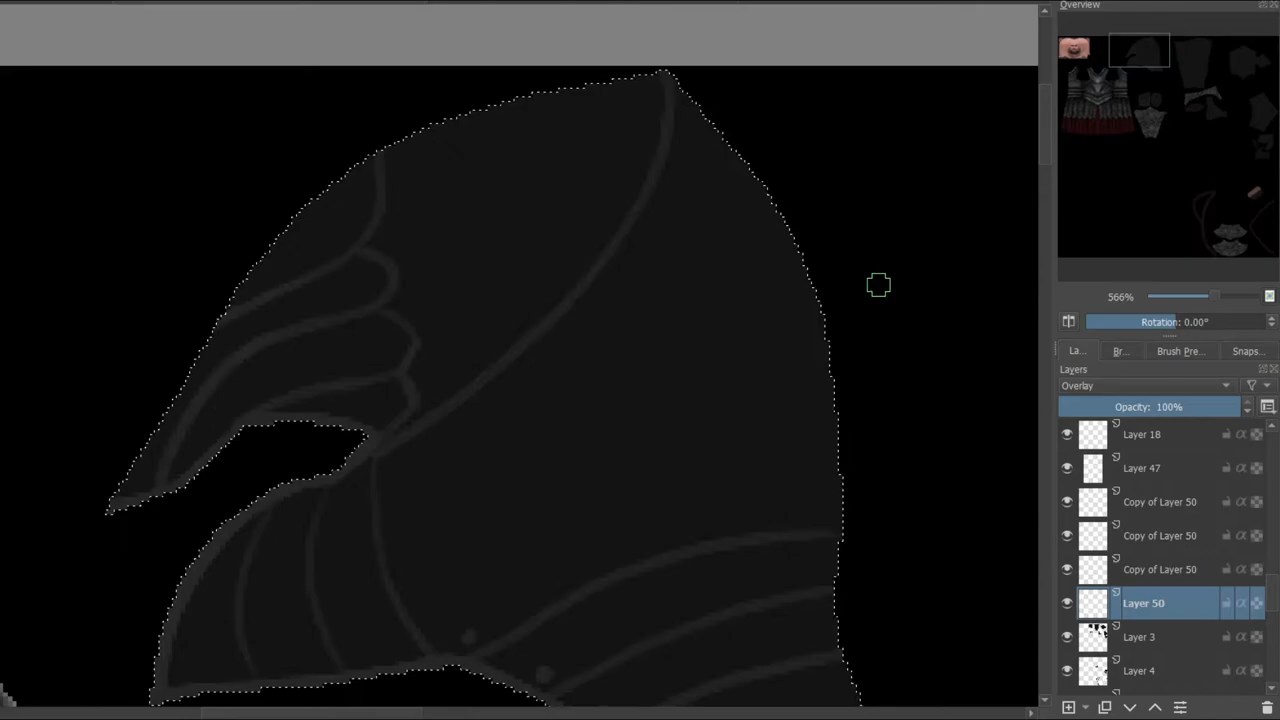 Overview
566%
Rotation: 0.00°
La...
Br...
Brush Pre...
Snaps...
Layers
Overlay
Opacity: 100%
Layer 18
Layer 47
Copy of Layer 50
Copy of Layer 50
Copy of Layer 50
Layer 50
Layer 3
Layer 4